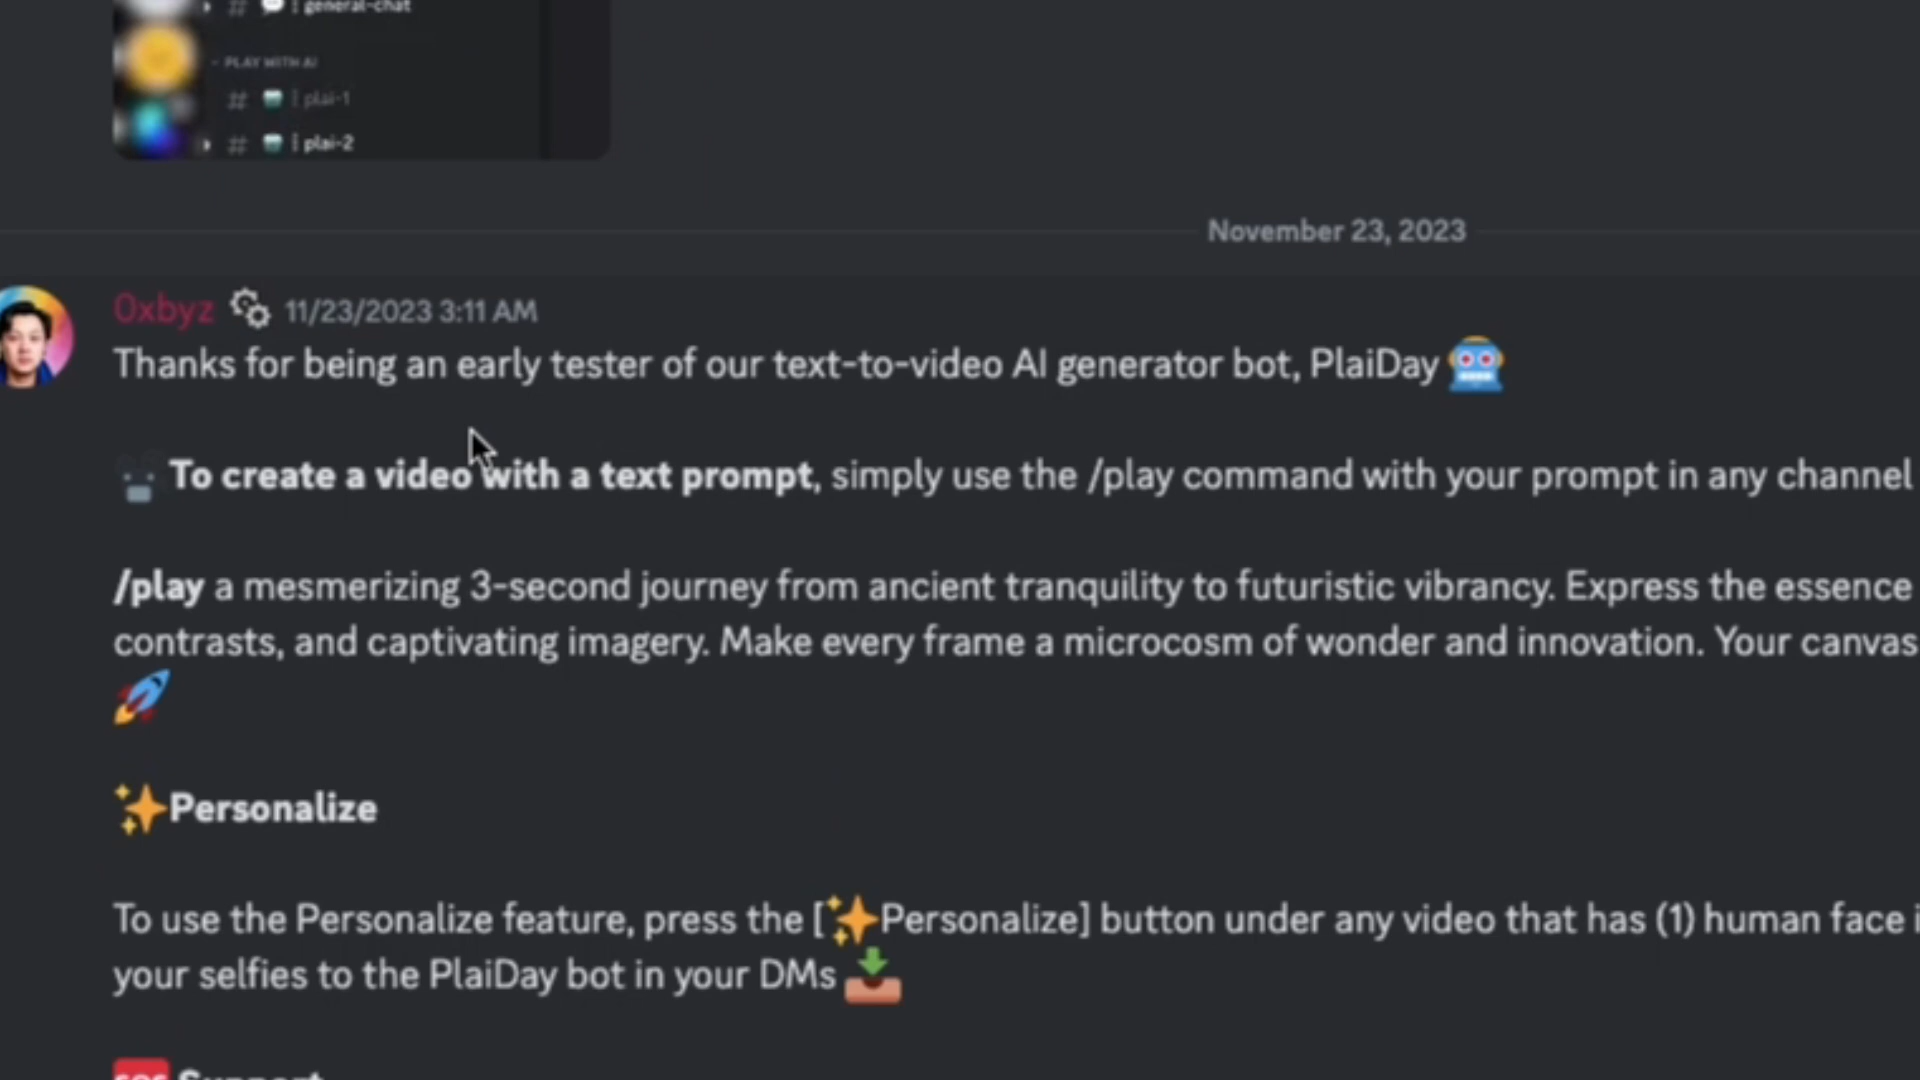 # general-chat
PLAY WITH AI
# plai-1
# plai-2
November 23, 2023
0xbyz 11/23/2023 3:11 AM
Thanks for being an early tester of our text-to-video AI generator bot, PlaiDay
To create a video with a text prompt, simply use the /play command with your prompt in any channel
/play a mesmerizing 3-second journey from ancient tranquility to futuristic vibrancy. Express the essence
contrasts, and captivating imagery. Make every frame a microcosm of wonder and innovation. Your canvas
✨Personalize
To use the Personalize feature, press the [✨Personalize] button under any video that has (1) human face
your selfies to the PlaiDay bot in your DMs
SOS Support